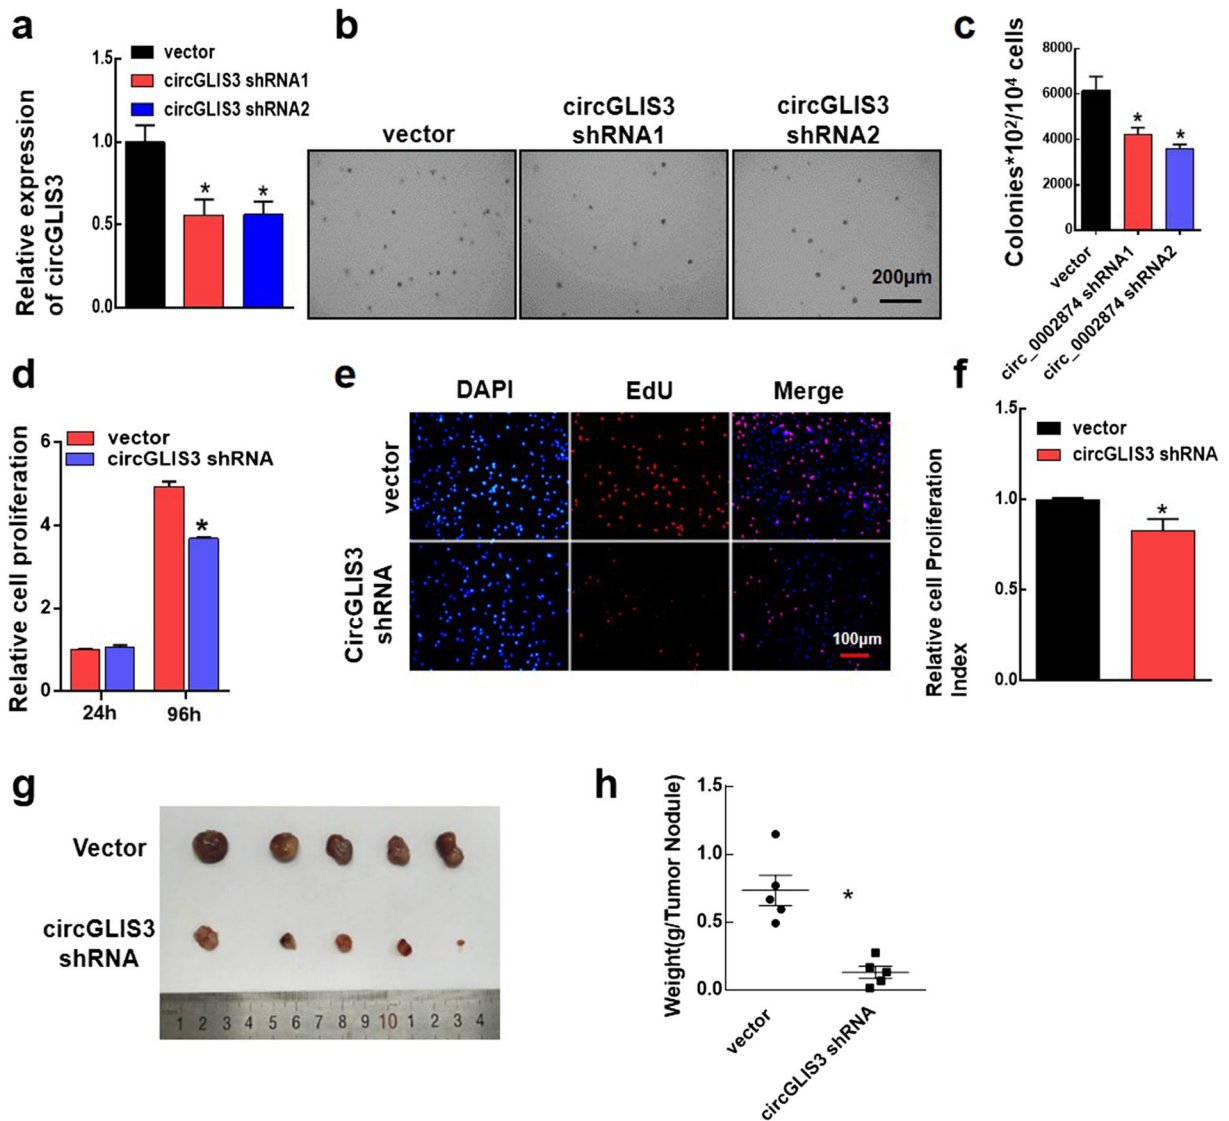 a
1.5
1.0
0.5
0.0
Relative expression
of circGLIS3
vector
circGLIS3 shRNA1
circGLIS3 shRNA2
*
*
b
vector
circGLIS3
shRNA1
circGLIS3
shRNA2
200μm
c
Colonies*10²/10⁴ cells
8000
6000
4000
2000
0
*
*
vector
circ_0002874 shRNA1
circ_0002874 shRNA2
d
Relative cell proliferation
6
4
2
0
vector
circGLIS3 shRNA
*
24h
96h
e
DAPI
EdU
Merge
vector
CircGLIS3
shRNA
100μm
f
Relative cell Proliferation
Index
1.5
1.0
0.5
0.0
vector
circGLIS3 shRNA
*
g
Vector
circGLIS3
shRNA
1 2 3 4 5 6 7 8 9 10 1 2 3 4
h
Weight(g/Tumor Nodule)
1.5
1.0
0.5
0.0
*
vector
circGLIS3 shRNA